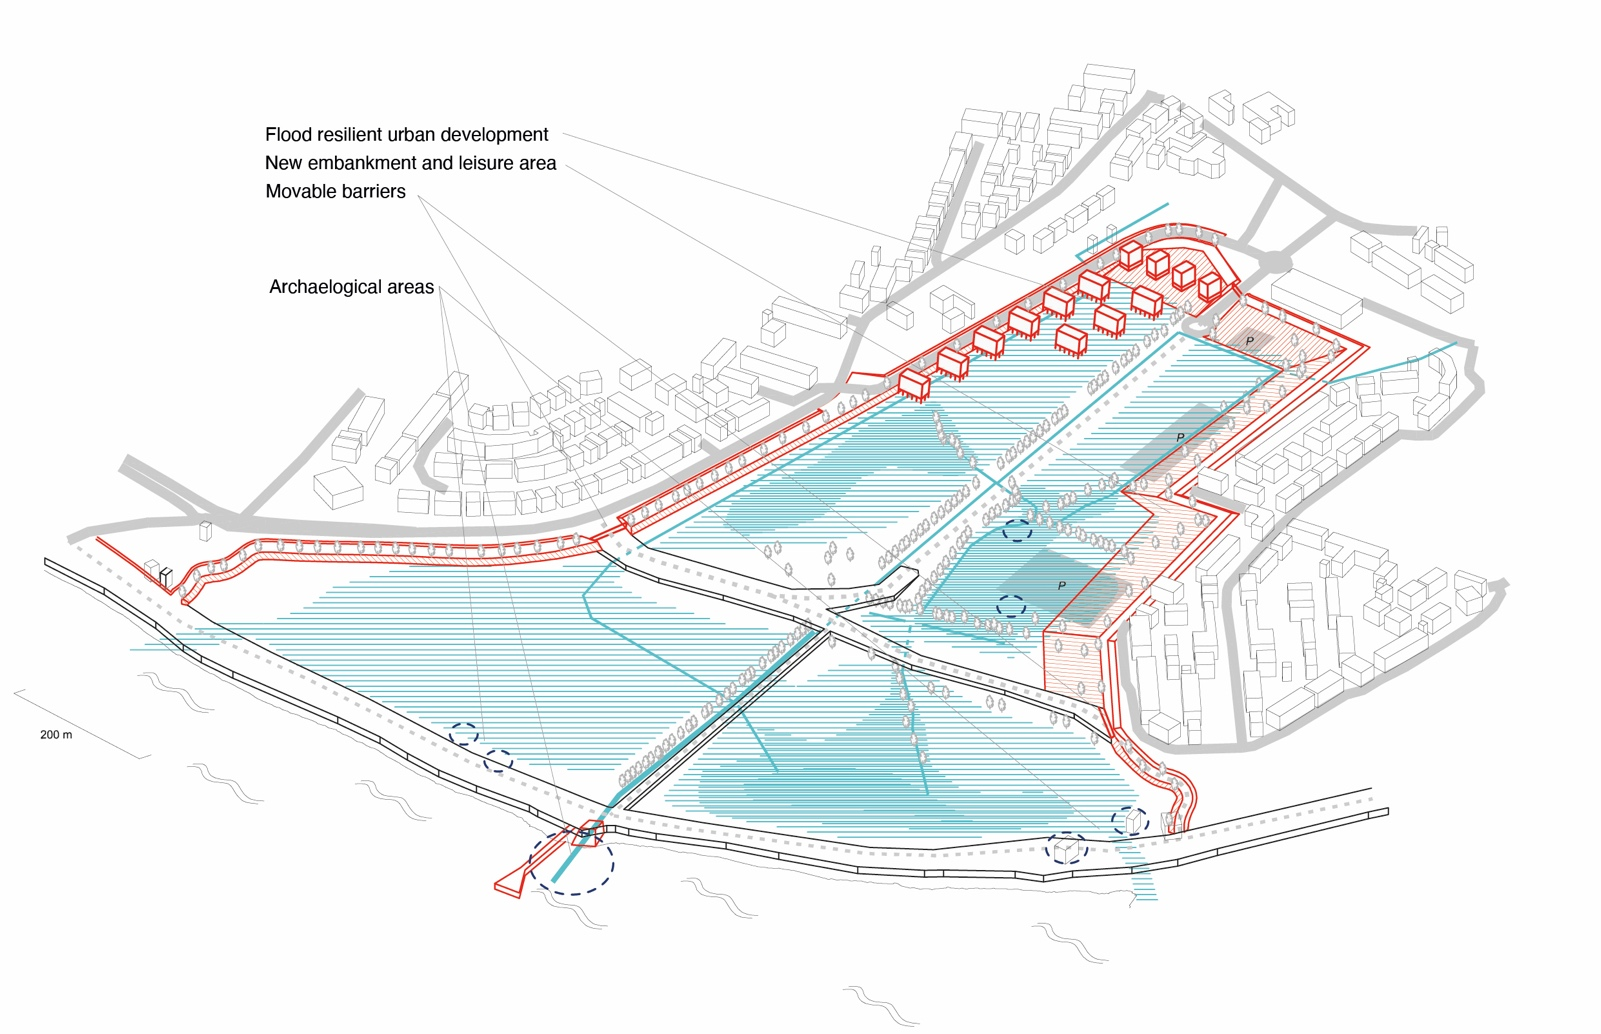 Flood resilient urban development
New embankment and leisure area
Movable barriers
Archaelogical areas
P
P
P
200 m